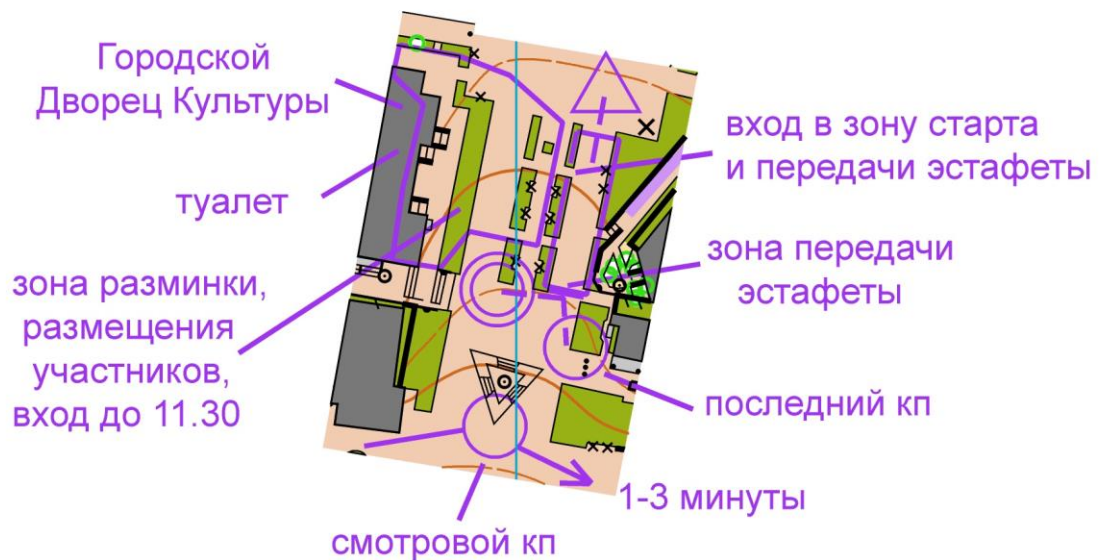 Городской
Дворец Культуры
туалет
зона разминки,
размещения
участников,
вход до 11.30
вход в зону старта
и передачи эстафеты
зона передачи
эстафеты
последний кп
1-3 минуты
смотровой кп